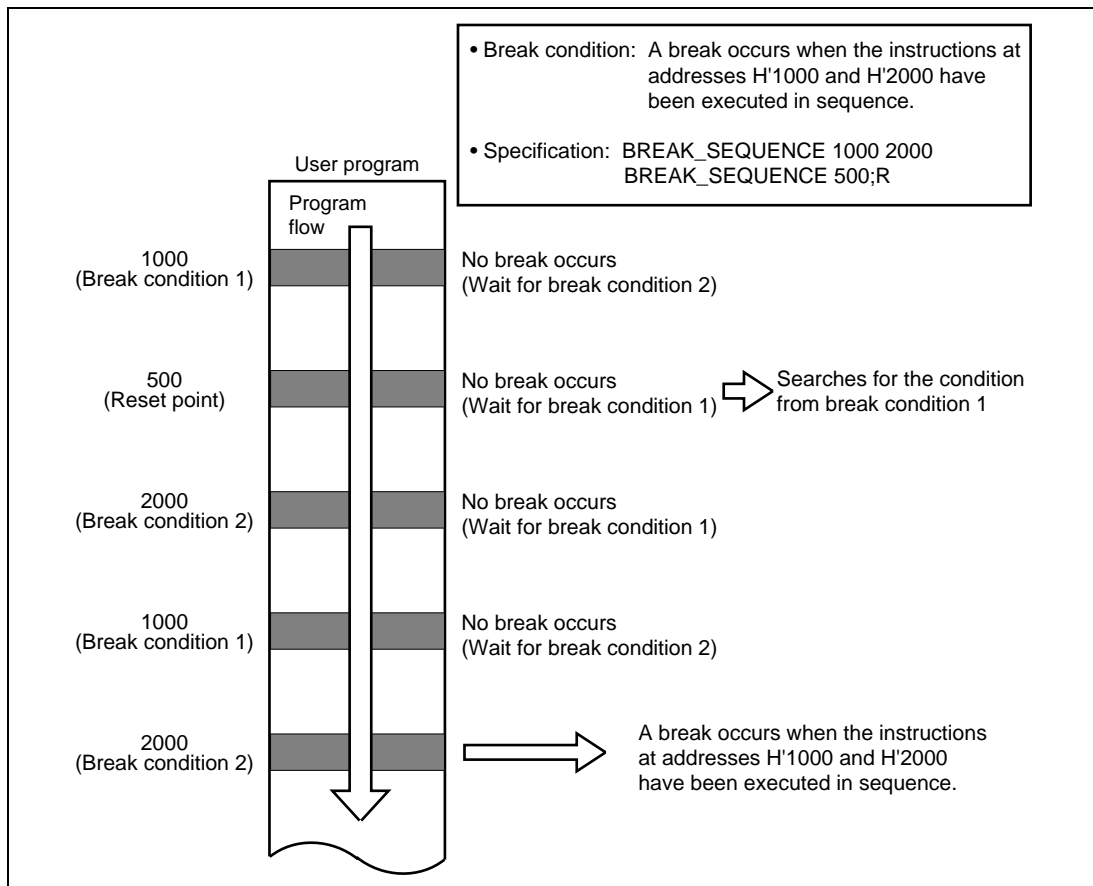 • Break condition: A break occurs when the instructions at
addresses H'1000 and H'2000 have
been executed in sequence.
• Specification: BREAK_SEQUENCE 1000 2000
BREAK_SEQUENCE 500;R
User program
Program
flow
1000
(Break condition 1)
No break occurs
(Wait for break condition 2)
500
(Reset point)
No break occurs
(Wait for break condition 1)
Searches for the condition
from break condition 1
2000
(Break condition 2)
No break occurs
(Wait for break condition 1)
1000
(Break condition 1)
No break occurs
(Wait for break condition 2)
2000
(Break condition 2)
A break occurs when the instructions
at addresses H'1000 and H'2000
have been executed in sequence.